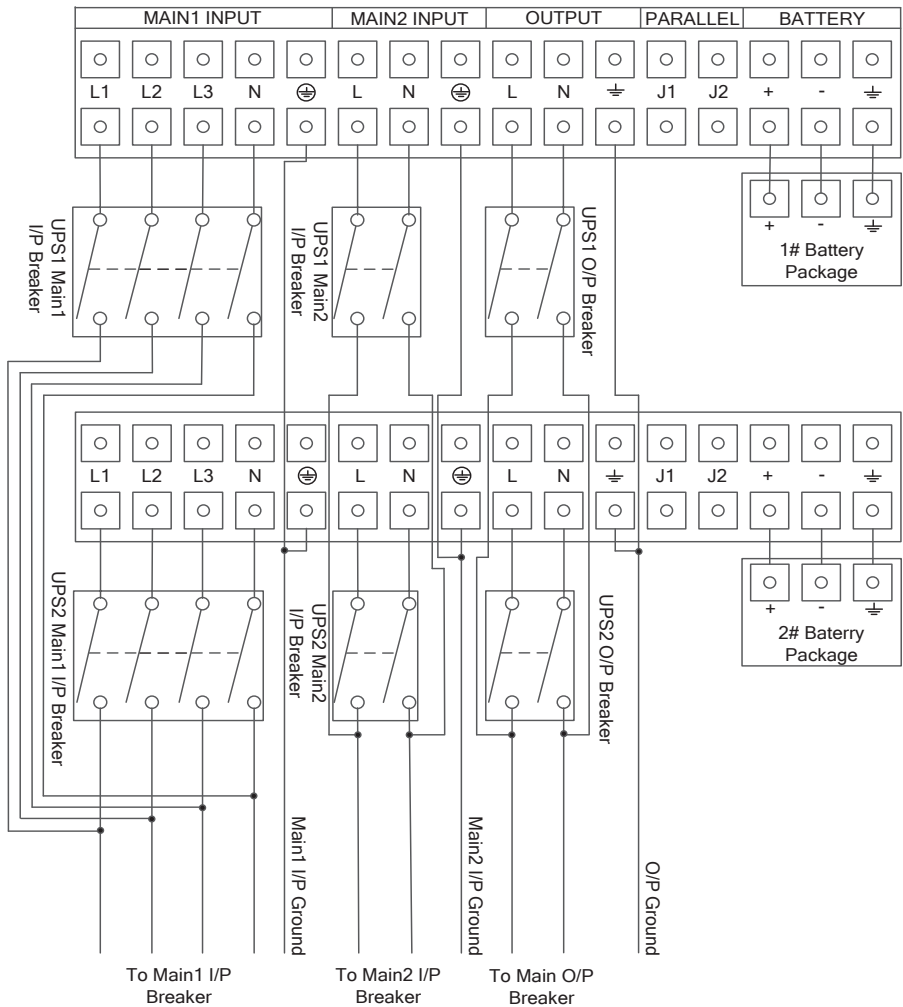 MAIN1 INPUT MAIN2 INPUT OUTPUT PARALLEL BATTERY
L1 L2 L3 N L N L N J1 J2 + -
+ -
1# Battery
Package
UPS1 Main1
I/P Breaker
UPS1 Main2
I/P Breaker
UPS1 O/P Breaker
L1 L2 L3 N L N L N J1 J2 + -
+ -
2# Baterry
Package
UPS2 Main1 I/P Breaker
UPS2 Main2
I/P Breaker
UPS2 O/P Breaker
Main1 I/P Ground
Main2 I/P Ground
O/P Ground
To Main1 I/P
Breaker
To Main2 I/P
Breaker
To Main O/P
Breaker